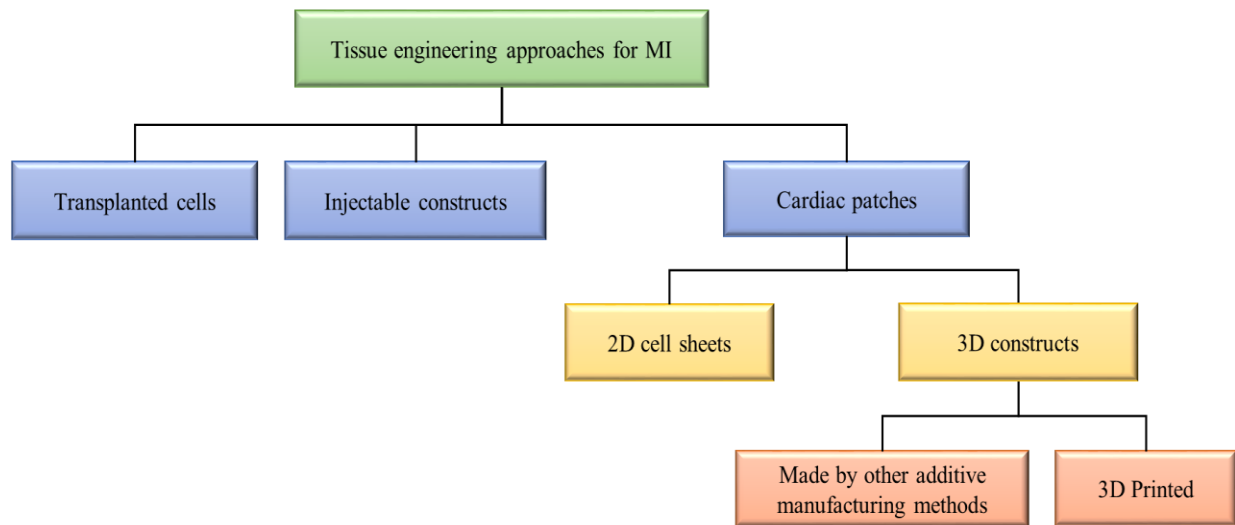 Tissue engineering approaches for MI
Transplanted cells
Injectable constructs
Cardiac patches
2D cell sheets
3D constructs
Made by other additive
manufacturing methods
3D Printed